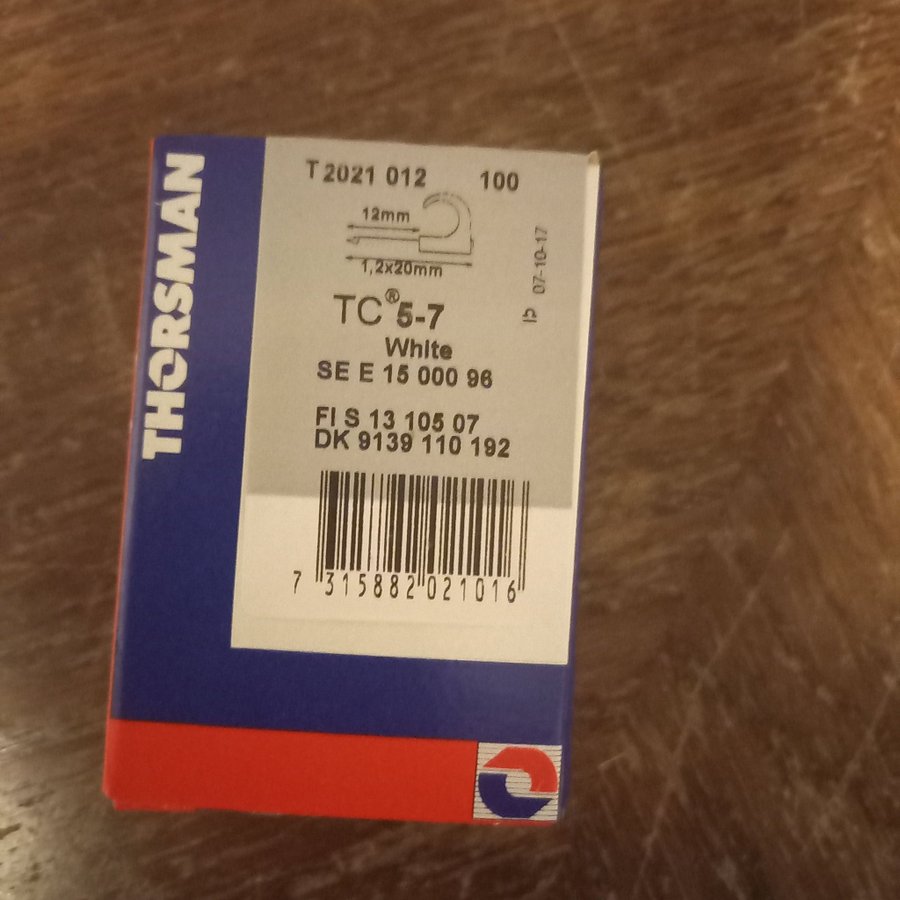 THORSMAN
T 2021 012 100
12mm
1,2x20mm
07-10-17
TC® 5-7
White
SE E 15 000 96
FI S 13 105 07
DK 9139 110 192
7 315882 021016